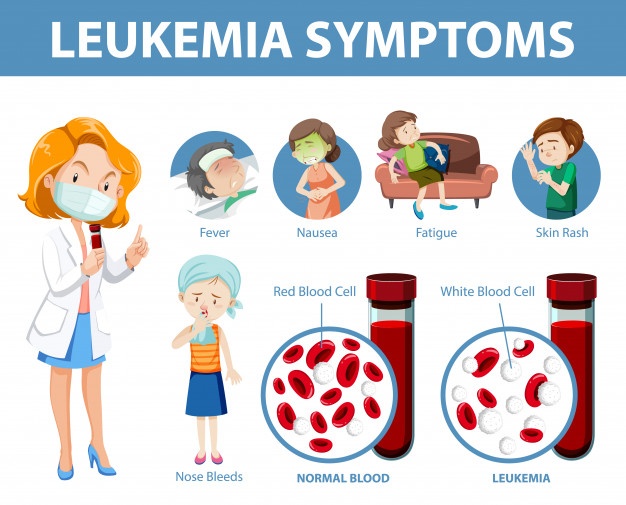 LEUKEMIA SYMPTOMS
Fever
Nausea
Fatigue
Skin Rash
Red Blood Cell
White Blood Cell
Nose Bleeds
NORMAL BLOOD
LEUKEMIA